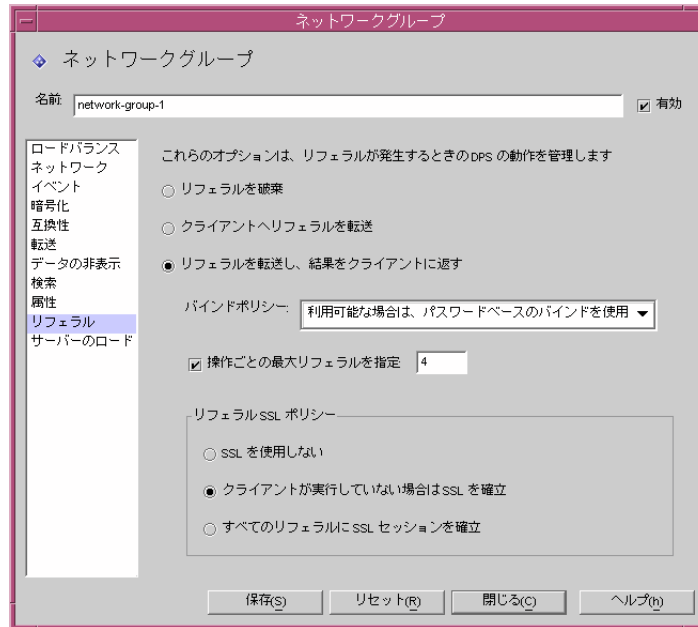 ネットワークグループ
ネットワークグループ
名前: network-group-1
有効
ロードバランス
ネットワーク
イベント
暗号化
互換性
転送
データの非表示
検索
属性
リフェラル
サーバーのロード
これらのオプションは、リフェラルが発生するときのDPS の動作を管理します
リフェラルを破棄
クライアントへリフェラルを転送
リフェラルを転送し、結果をクライアントに返す
バインドポリシー: 利用可能な場合は、パスワードベースのバインドを使用
操作ごとの最大リフェラルを指定 4
リフェラルSSL ポリシー
SSL を使用しない
クライアントが実行していない場合はSSL を確立
すべてのリフェラルにSSL セッションを確立
保存(S) リセット(R) 閉じる(C) ヘルプ(h)